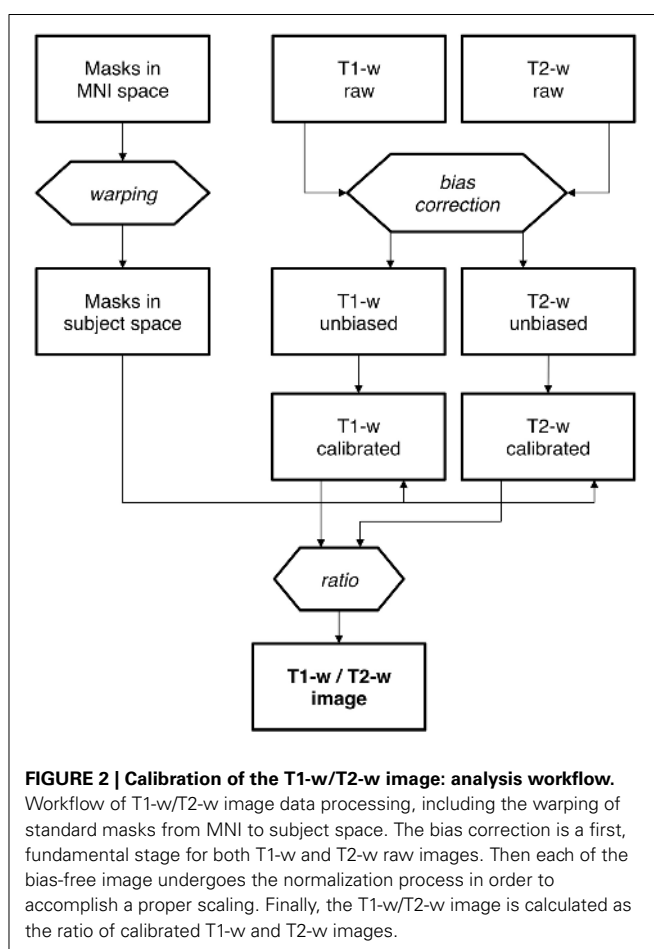 Masks in
MNI space
T1-w
raw
T2-w
raw
warping
bias
correction
Masks in
subject space
T1-w
unbiased
T2-w
unbiased
T1-w
calibrated
T2-w
calibrated
ratio
T1-w / T2-w
image
FIGURE 2 | Calibration of the T1-w/T2-w image: analysis workflow.
Workflow of T1-w/T2-w image data processing, including the warping of
standard masks from MNI to subject space. The bias correction is a first,
fundamental stage for both T1-w and T2-w raw images. Then each of the
bias-free image undergoes the normalization process in order to
accomplish a proper scaling. Finally, the T1-w/T2-w image is calculated as
the ratio of calibrated T1-w and T2-w images.